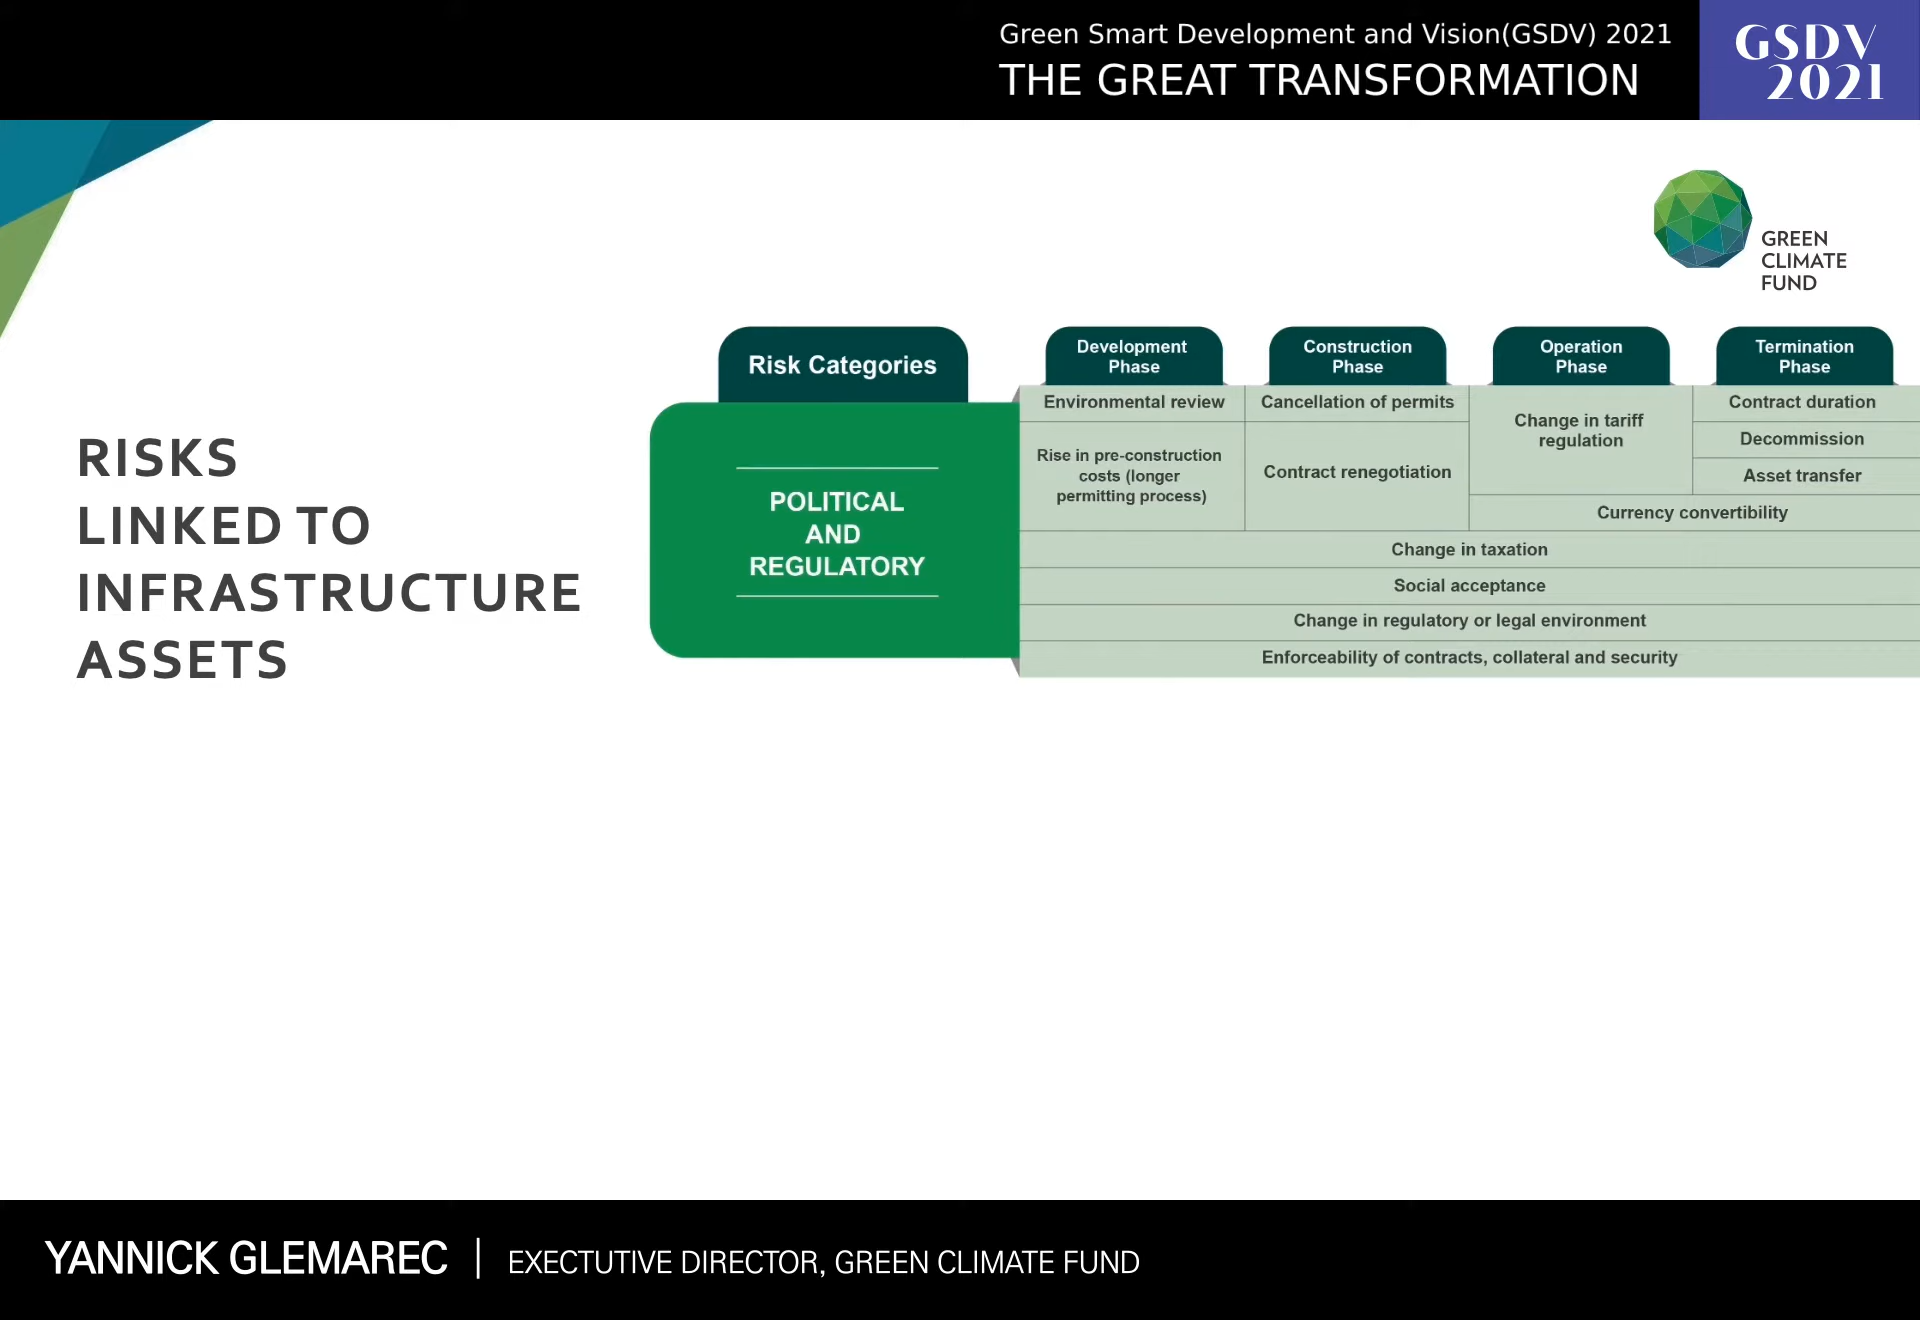 Green Smart Development and Vision(GSDV) 2021
THE GREAT TRANSFORMATION
GSDV
2021
GREEN
CLIMATE
FUND
RISKS
LINKED TO
INFRASTRUCTURE
ASSETS
Risk Categories
Development
Phase
Construction
Phase
Operation
Phase
Termination
Phase
POLITICAL
AND
REGULATORY
Environmental review
Rise in pre-construction
costs (longer
permitting process)
Cancellation of permits
Contract renegotiation
Change in tariff
regulation
Contract duration
Decommission
Asset transfer
Currency convertibility
Change in taxation
Social acceptance
Change in regulatory or legal environment
Enforceability of contracts, collateral and security
YANNICK GLEMAREC | EXECTUTIVE DIRECTOR, GREEN CLIMATE FUND